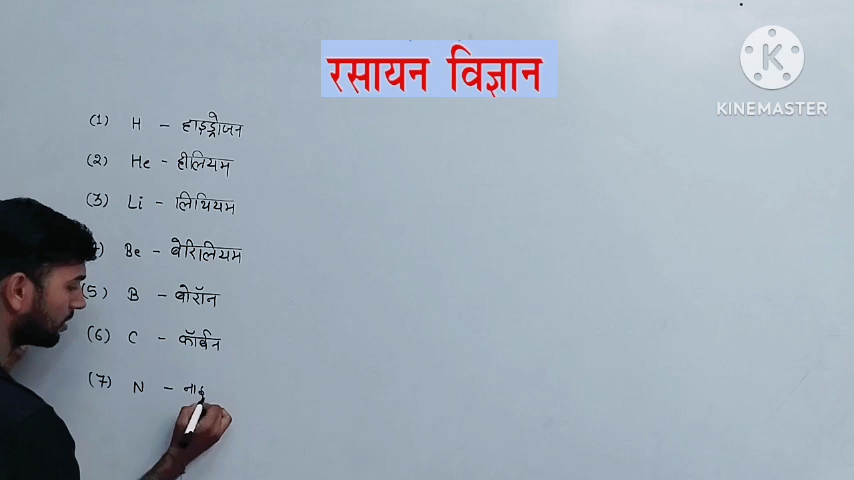 रसायन विज्ञान
KINEMASTER
(1) H - हाइड्रोजन
(2) He - हीलियम
(3) Li - लिथियम
) Be - बेरिलियम
(5) B - बोरॉन
(6) C - कॉर्बन
(7) N - नाइ